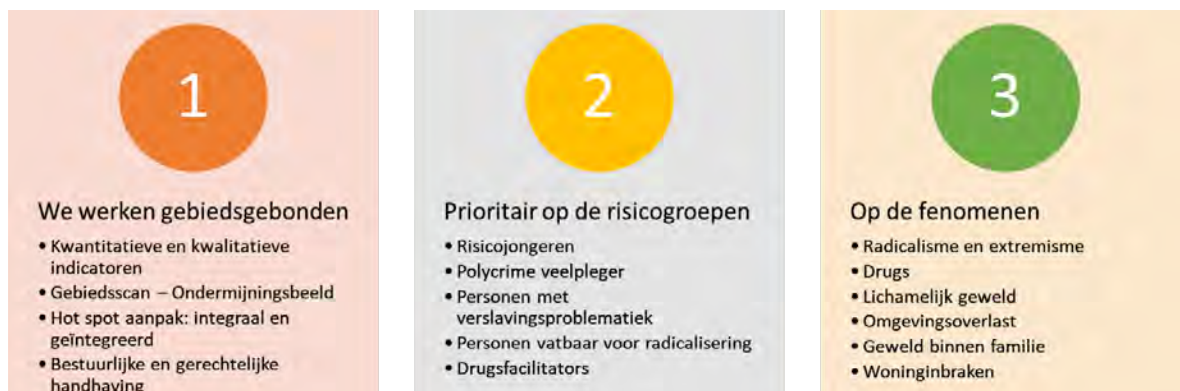 1
We werken gebiedsgebonden
• Kwantitatieve en kwalitatieve
indicatoren
• Gebiedsscan – Ondermijningsbeeld
• Hot spot aanpak: integraal en
geïntegreerd
• Bestuurlijke en gerechtelijke
handhaving
2
Prioritair op de risicogroepen
• Risicojongeren
• Polycrime veelpleger
• Personen met
verslavingsproblematiek
• Personen vatbaar voor radicalisering
• Drugsfacilitators
3
Op de fenomenen
• Radicalisme en extremisme
• Drugs
• Lichamelijk geweld
• Omgevingsoverlast
• Geweld binnen familie
• Woninginbraken